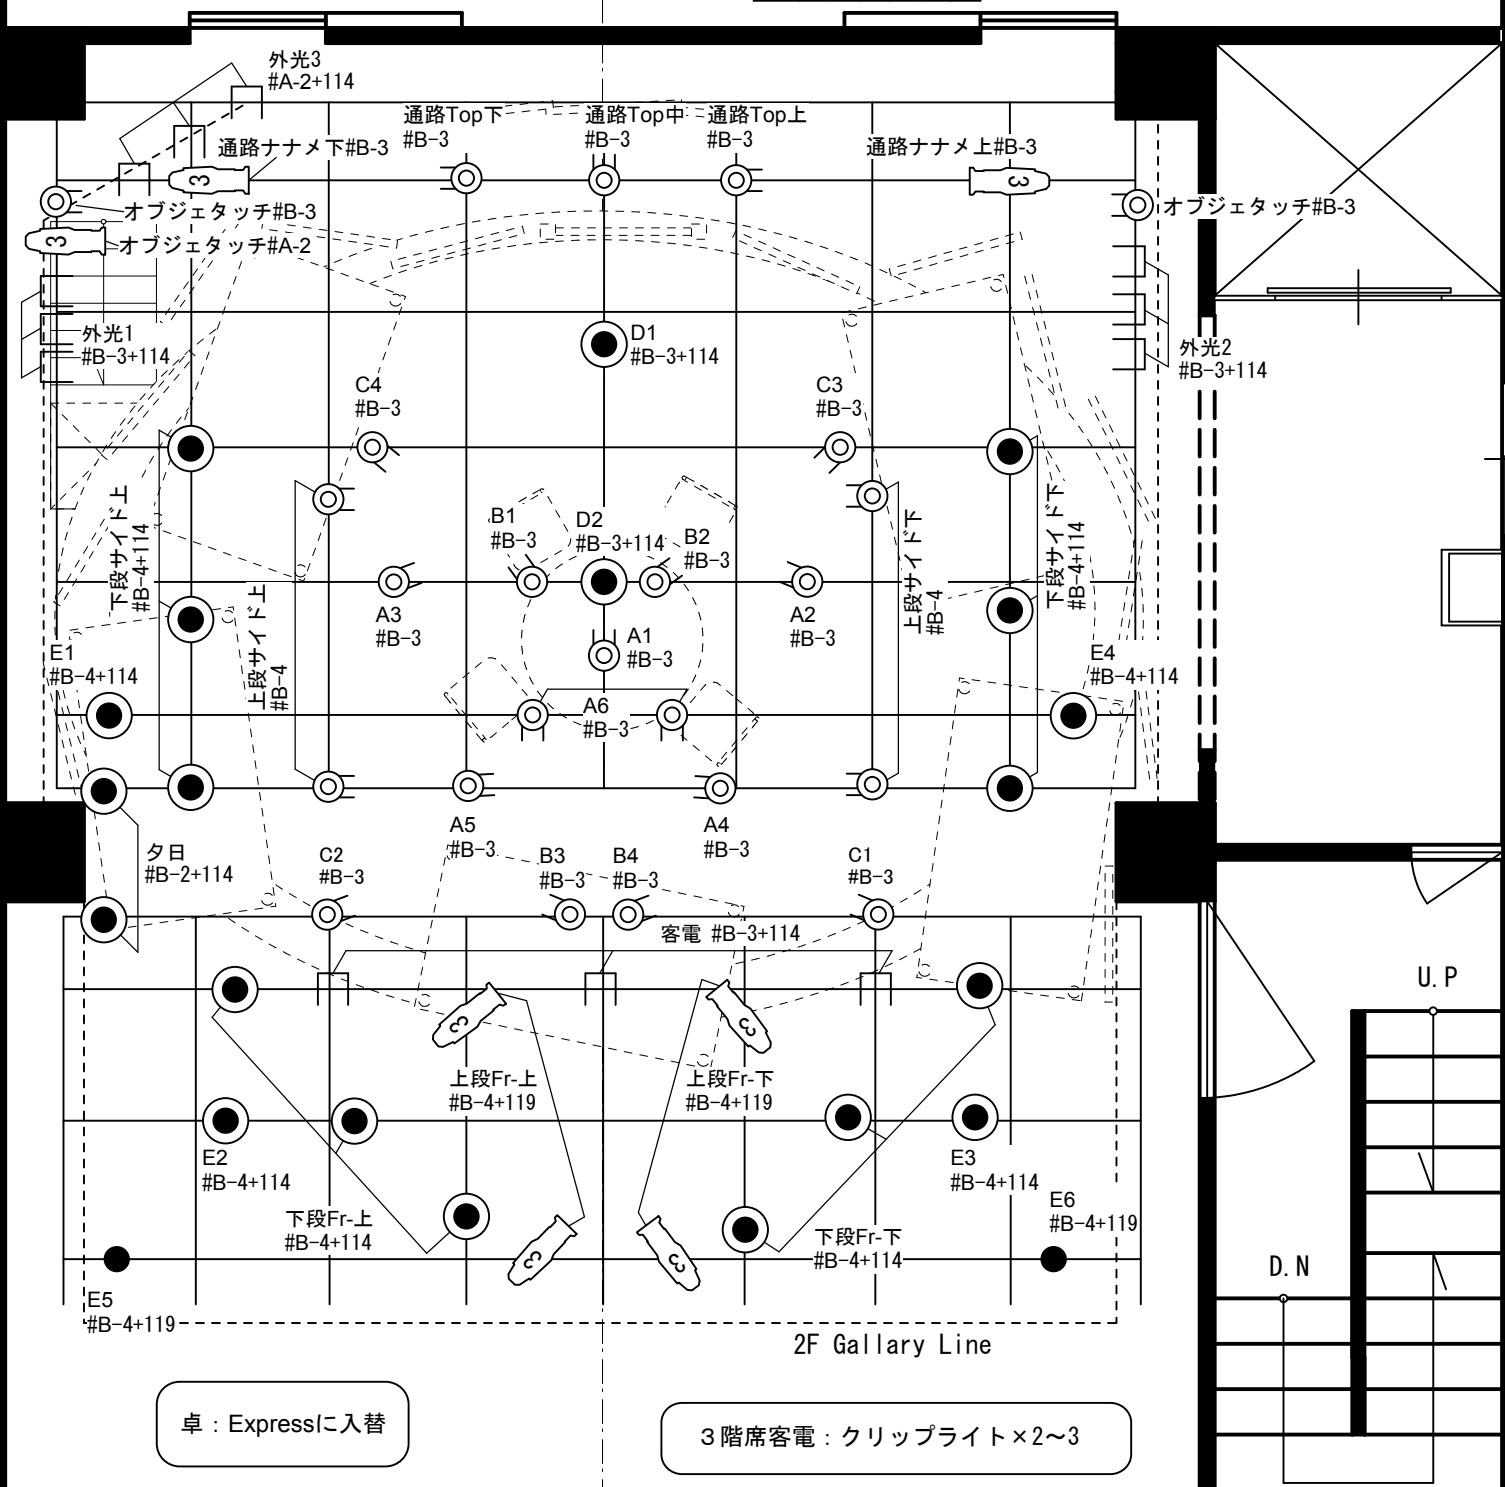 外光3
#A-2+114
通路Top下
#B-3
通路Top中
#B-3
通路Top上
#B-3
通路ナナメ下#B-3
通路ナナメ上#B-3
3
3
オブジェタッチ#B-3
オブジェタッチ#B-3
3
オブジェタッチ#A-2
外光1
#B-3+114
D1
#B-3+114
外光2
#B-3+114
C4
#B-3
C3
#B-3
下段サイド上
#B-4+114
B1
#B-3
D2
#B-3+114
B2
#B-3
上段サイド下
#B-4
下段サイド下
#B-4+114
上段サイド上
#B-4
A3
#B-3
A1
#B-3
A2
#B-3
E1
#B-4+114
E4
#B-4+114
A6
#B-3
A5
#B-3
A4
#B-3
夕日
#B-2+114
C2
#B-3
B3
#B-3
B4
#B-3
C1
#B-3
客電 #B-3+114
U.P
3
3
上段Fr-上
#B-4+119
上段Fr-下
#B-4+119
E2
#B-4+114
E3
#B-4+114
下段Fr-上
#B-4+114
下段Fr-下
#B-4+114
E6
#B-4+119
3
3
D.N
E5
#B-4+119
2F Gallary Line
卓：Expressに入替
３階席客電：クリップライト×2〜3